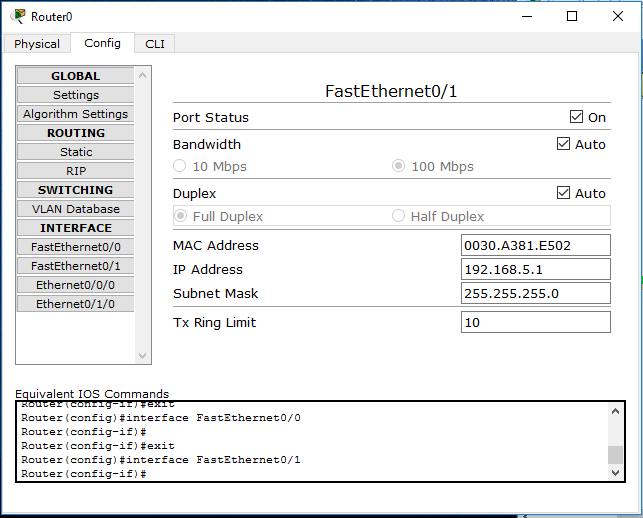 Router0
Physical Config CLI
GLOBAL
Settings
Algorithm Settings
ROUTING
Static
RIP
SWITCHING
VLAN Database
INTERFACE
FastEthernet0/0
FastEthernet0/1
Ethernet0/0/0
Ethernet0/1/0
FastEthernet0/1
Port Status On
Bandwidth Auto
10 Mbps 100 Mbps
Duplex Auto
Full Duplex Half Duplex
MAC Address 0030.A381.E502
IP Address 192.168.5.1
Subnet Mask 255.255.255.0
Tx Ring Limit 10
Equivalent IOS Commands
Router(config-if)#exit
Router(config)#interface FastEthernet0/0
Router(config-if)#
Router(config-if)#exit
Router(config)#interface FastEthernet0/1
Router(config-if)#